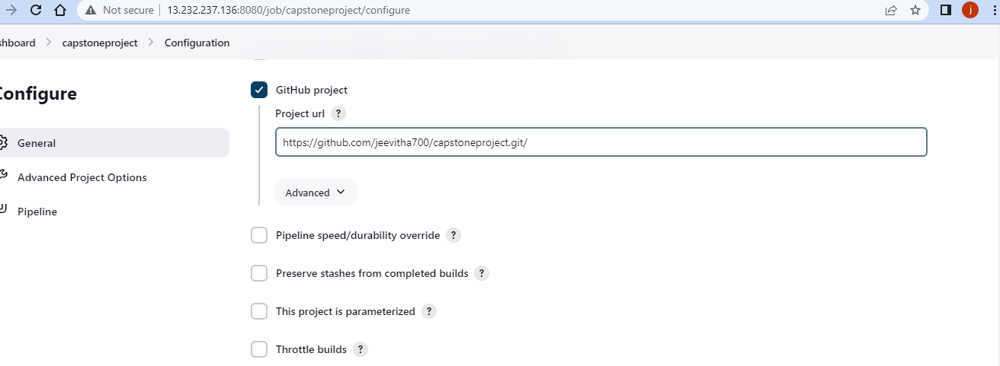 Not secure 13.232.237.136:8080/job/capstoneproject/configure
j
shboard capstoneproject Configuration
Configure
General
Advanced Project Options
Pipeline
GitHub project
Project url ?
https://github.com/jeevitha700/capstoneproject.git/
Advanced
Pipeline speed/durability override ?
Preserve stashes from completed builds ?
This project is parameterized ?
Throttle builds ?